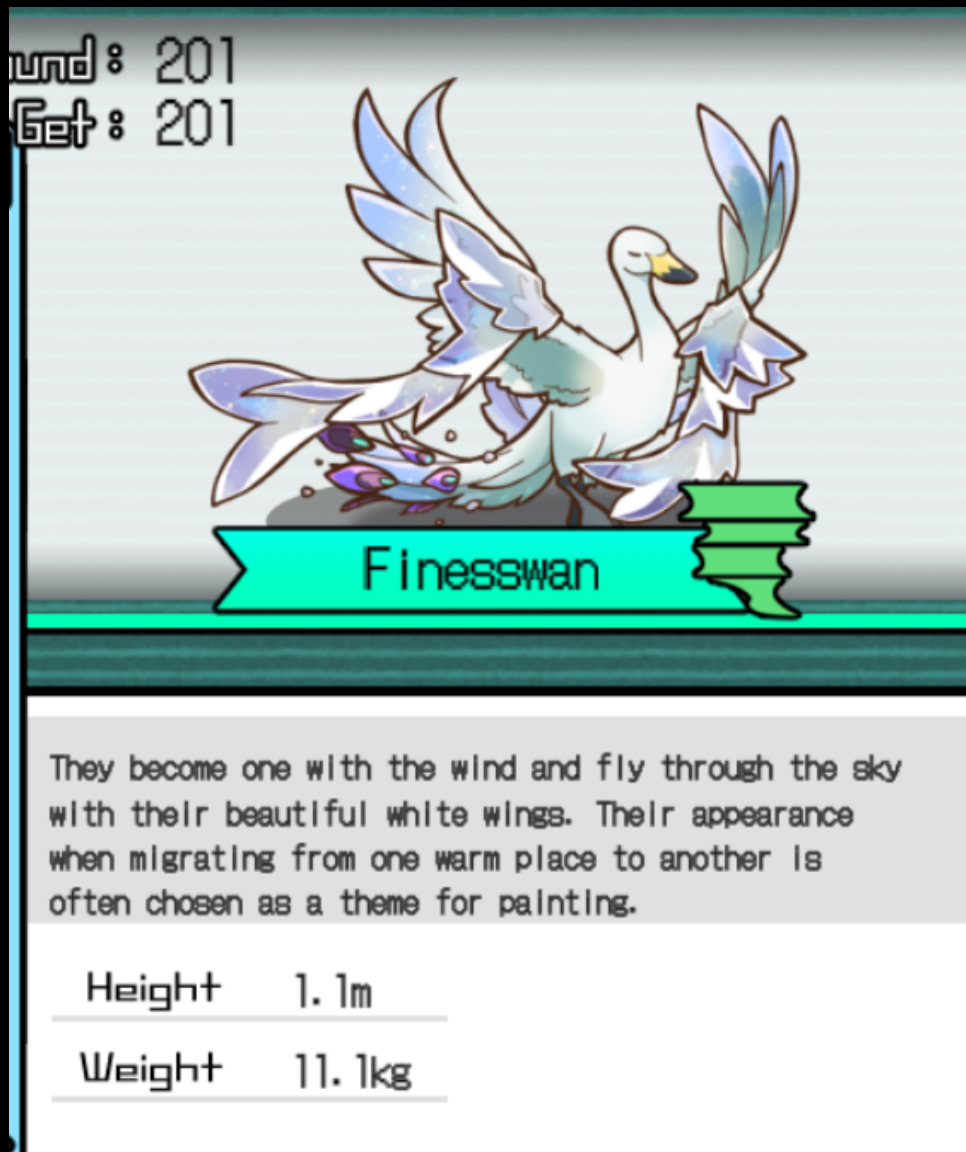 und: 201
Get: 201
Finesswan
They become one with the wind and fly through the sky
with their beautiful white wings. Their appearance
when migrating from one warm place to another is
often chosen as a theme for painting.
Height 1.1m
Weight 11.1kg